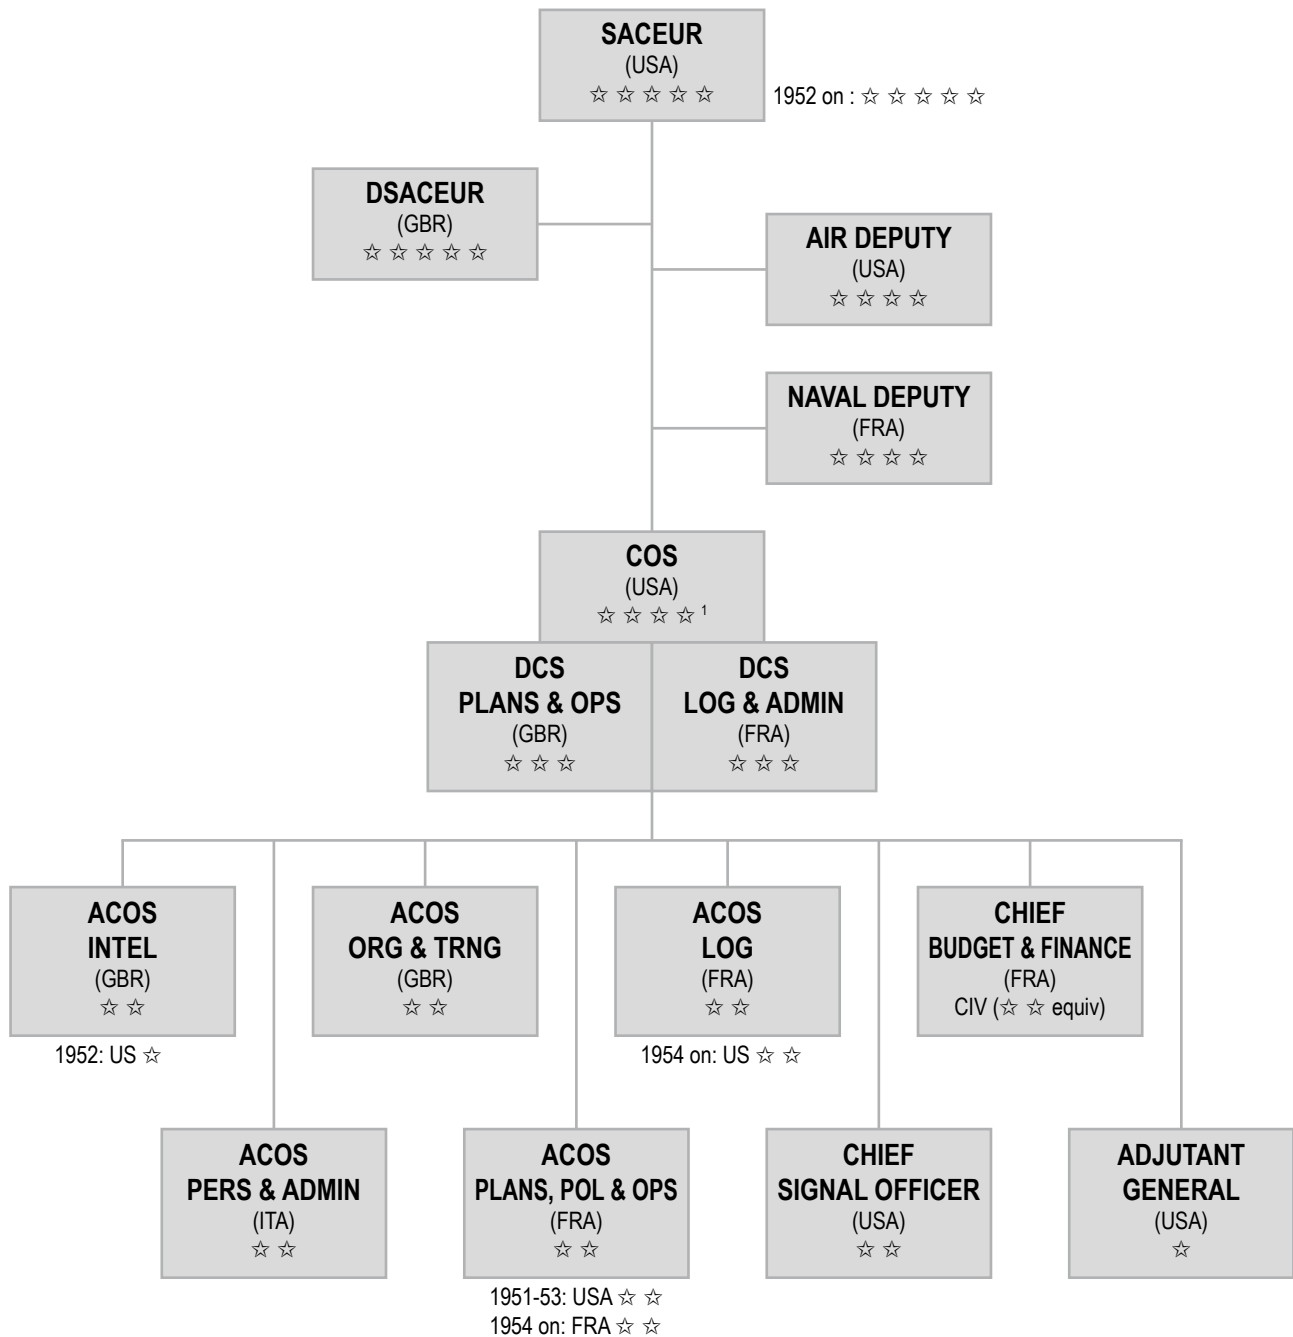 SACEUR
(USA)
☆ ☆ ☆ ☆ ☆
1952 on : ☆ ☆ ☆ ☆ ☆
DSACEUR
(GBR)
☆ ☆ ☆ ☆ ☆
AIR DEPUTY
(USA)
☆ ☆ ☆ ☆
NAVAL DEPUTY
(FRA)
☆ ☆ ☆ ☆
COS
(USA)
☆ ☆ ☆ ☆ 1
DCS
PLANS & OPS
(GBR)
☆ ☆ ☆
DCS
LOG & ADMIN
(FRA)
☆ ☆ ☆
ACOS
INTEL
(GBR)
☆ ☆
1952: US ☆
ACOS
ORG & TRNG
(GBR)
☆ ☆
ACOS
LOG
(FRA)
☆ ☆
1954 on: US ☆ ☆
CHIEF
BUDGET & FINANCE
(FRA)
CIV (☆ ☆ equiv)
ACOS
PERS & ADMIN
(ITA)
☆ ☆
ACOS
PLANS, POL & OPS
(FRA)
☆ ☆
1951-53: USA ☆ ☆
1954 on: FRA ☆ ☆
CHIEF
SIGNAL OFFICER
(USA)
☆ ☆
ADJUTANT
GENERAL
(USA)
☆